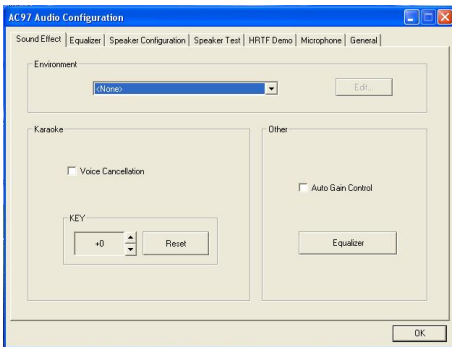 AC97 Audio Configuration
Sound Effect Equalizer Speaker Configuration Speaker Test HRTF Demo Microphone General
Environment
<None>
Edit...
Karaoke
Other
Voice Cancellation
Auto Gain Control
KEY
+0
Reset
Equalizer
OK